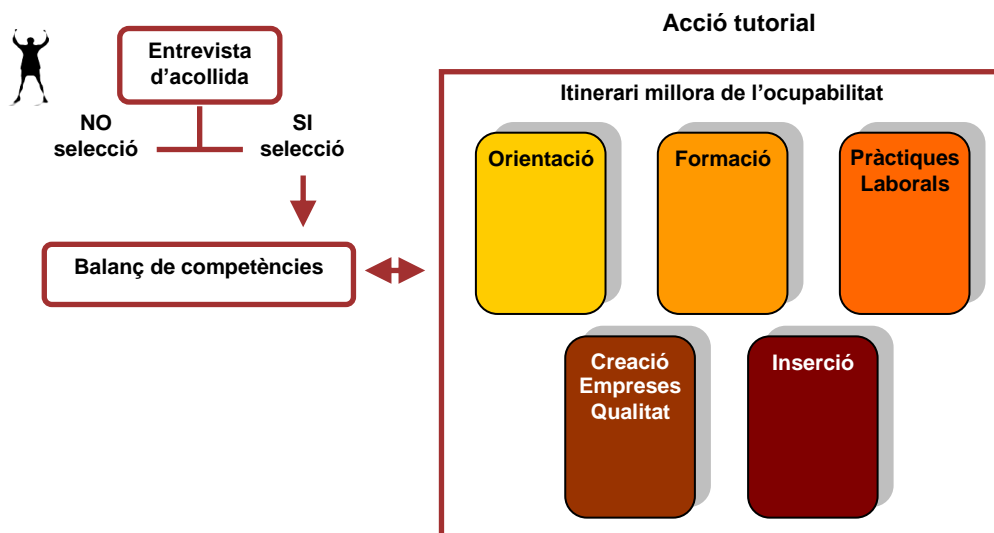 Acció tutorial
Entrevista
d'acollida
NO
selecció
SI
selecció
Balanç de competències
Itinerari millora de l'ocupabilitat
Orientació
Formació
Pràctiques
Laborals
Creació
Empreses
Qualitat
Inserció